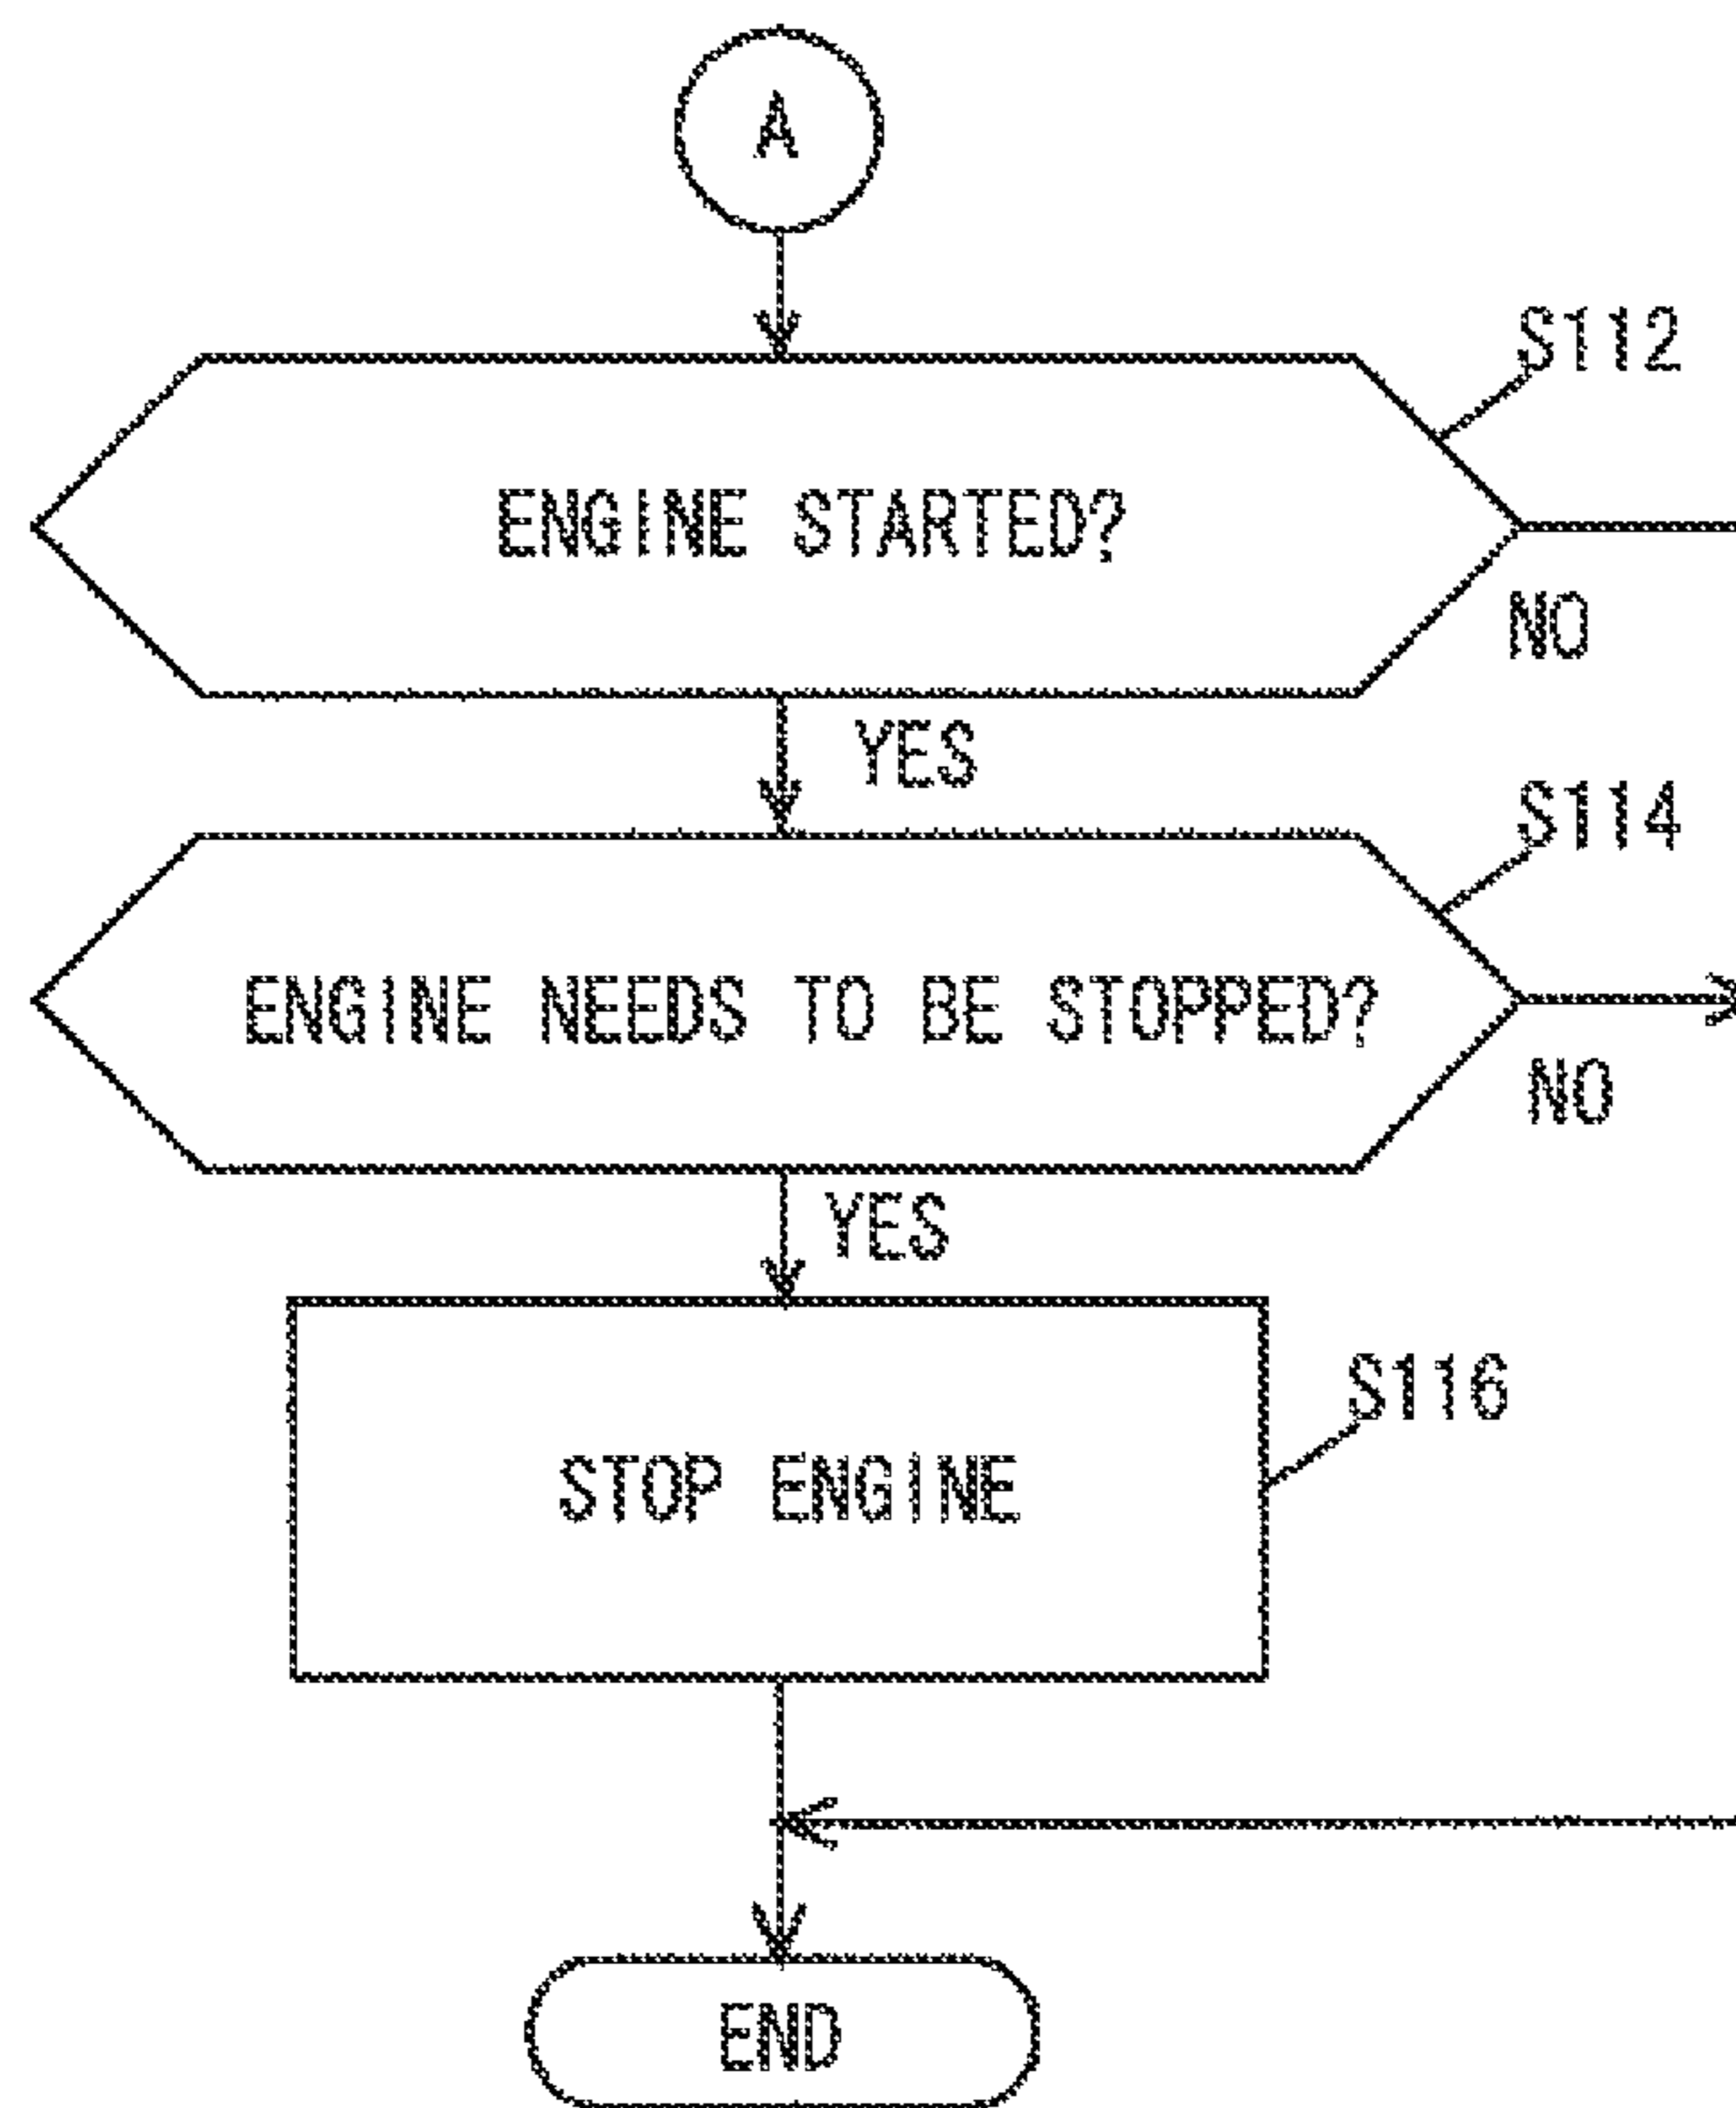 A
S112
ENGINE STARTED?
NO
YES
S114
ENGINE NEEDS TO BE STOPPED?
NO
YES
S116
STOP ENGINE
END